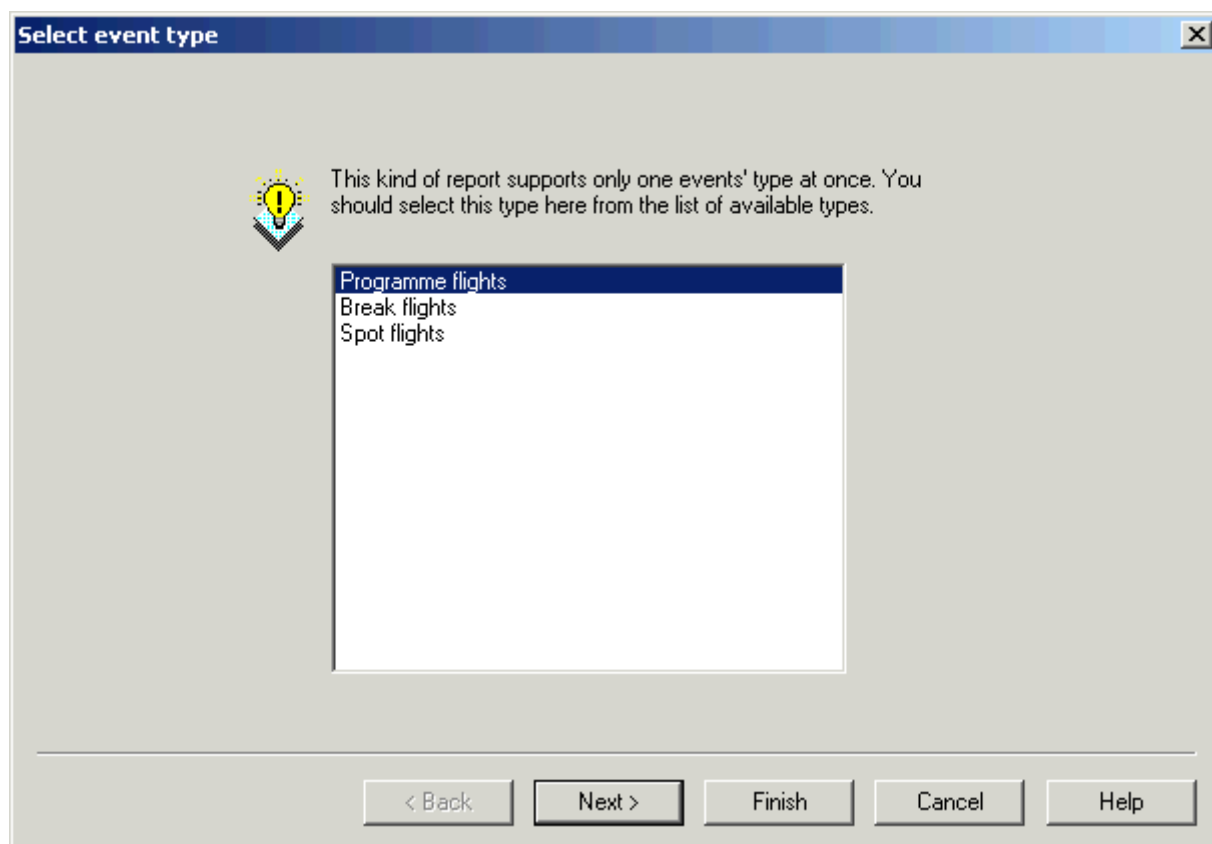 Select event type
This kind of report supports only one events' type at once. You
should select this type here from the list of available types.
Programme flights
Break flights
Spot flights
< Back
Next >
Finish
Cancel
Help